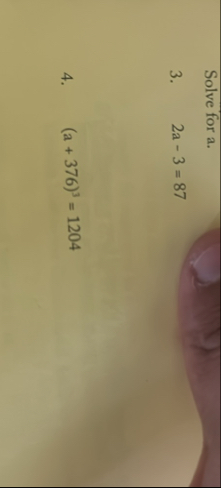 Solve for a.
3. 2a - 3 = 87
4. (a + 376)³ = 1204